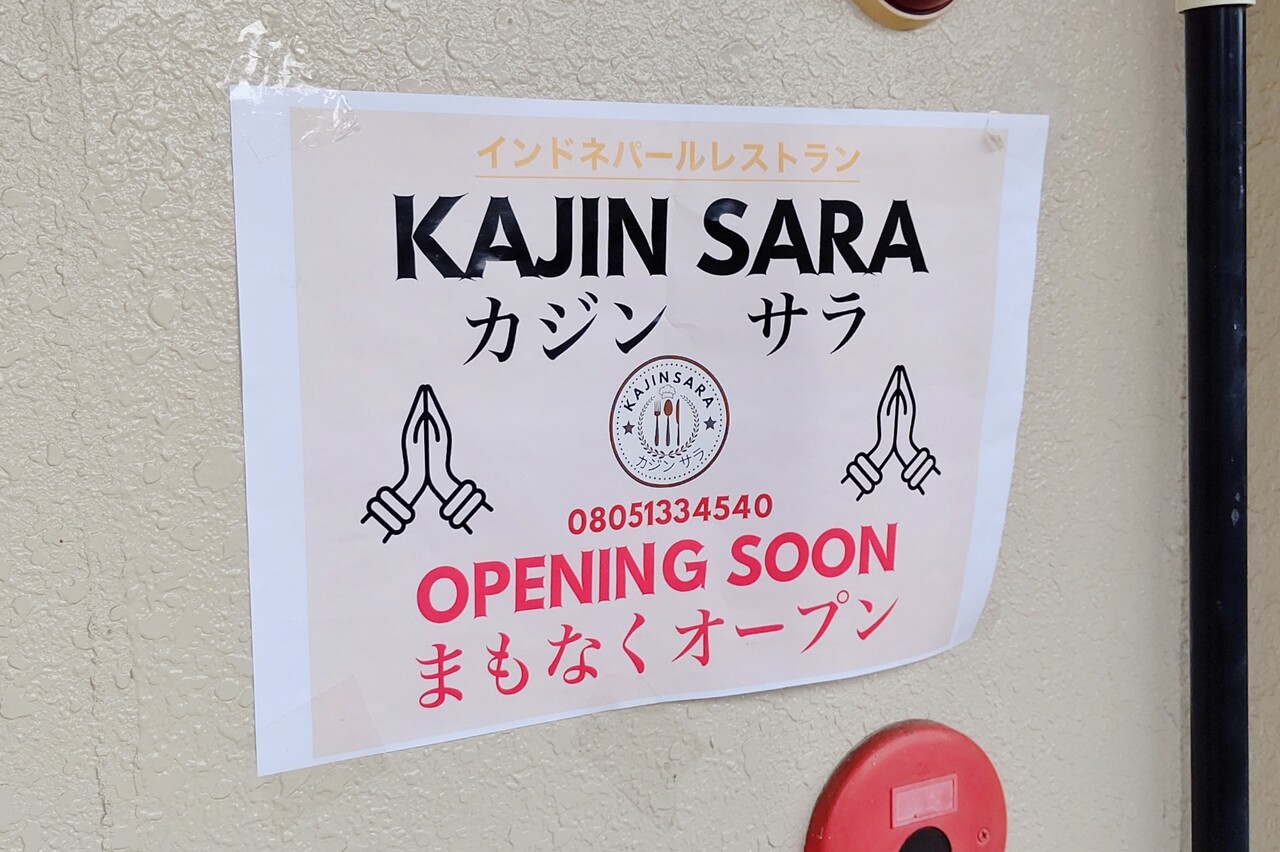 インドネパールレストラン
KAJIN SARA
カジン サラ
KAJINSARA
カジン サラ
08051334540
OPENING SOON
まもなくオープン